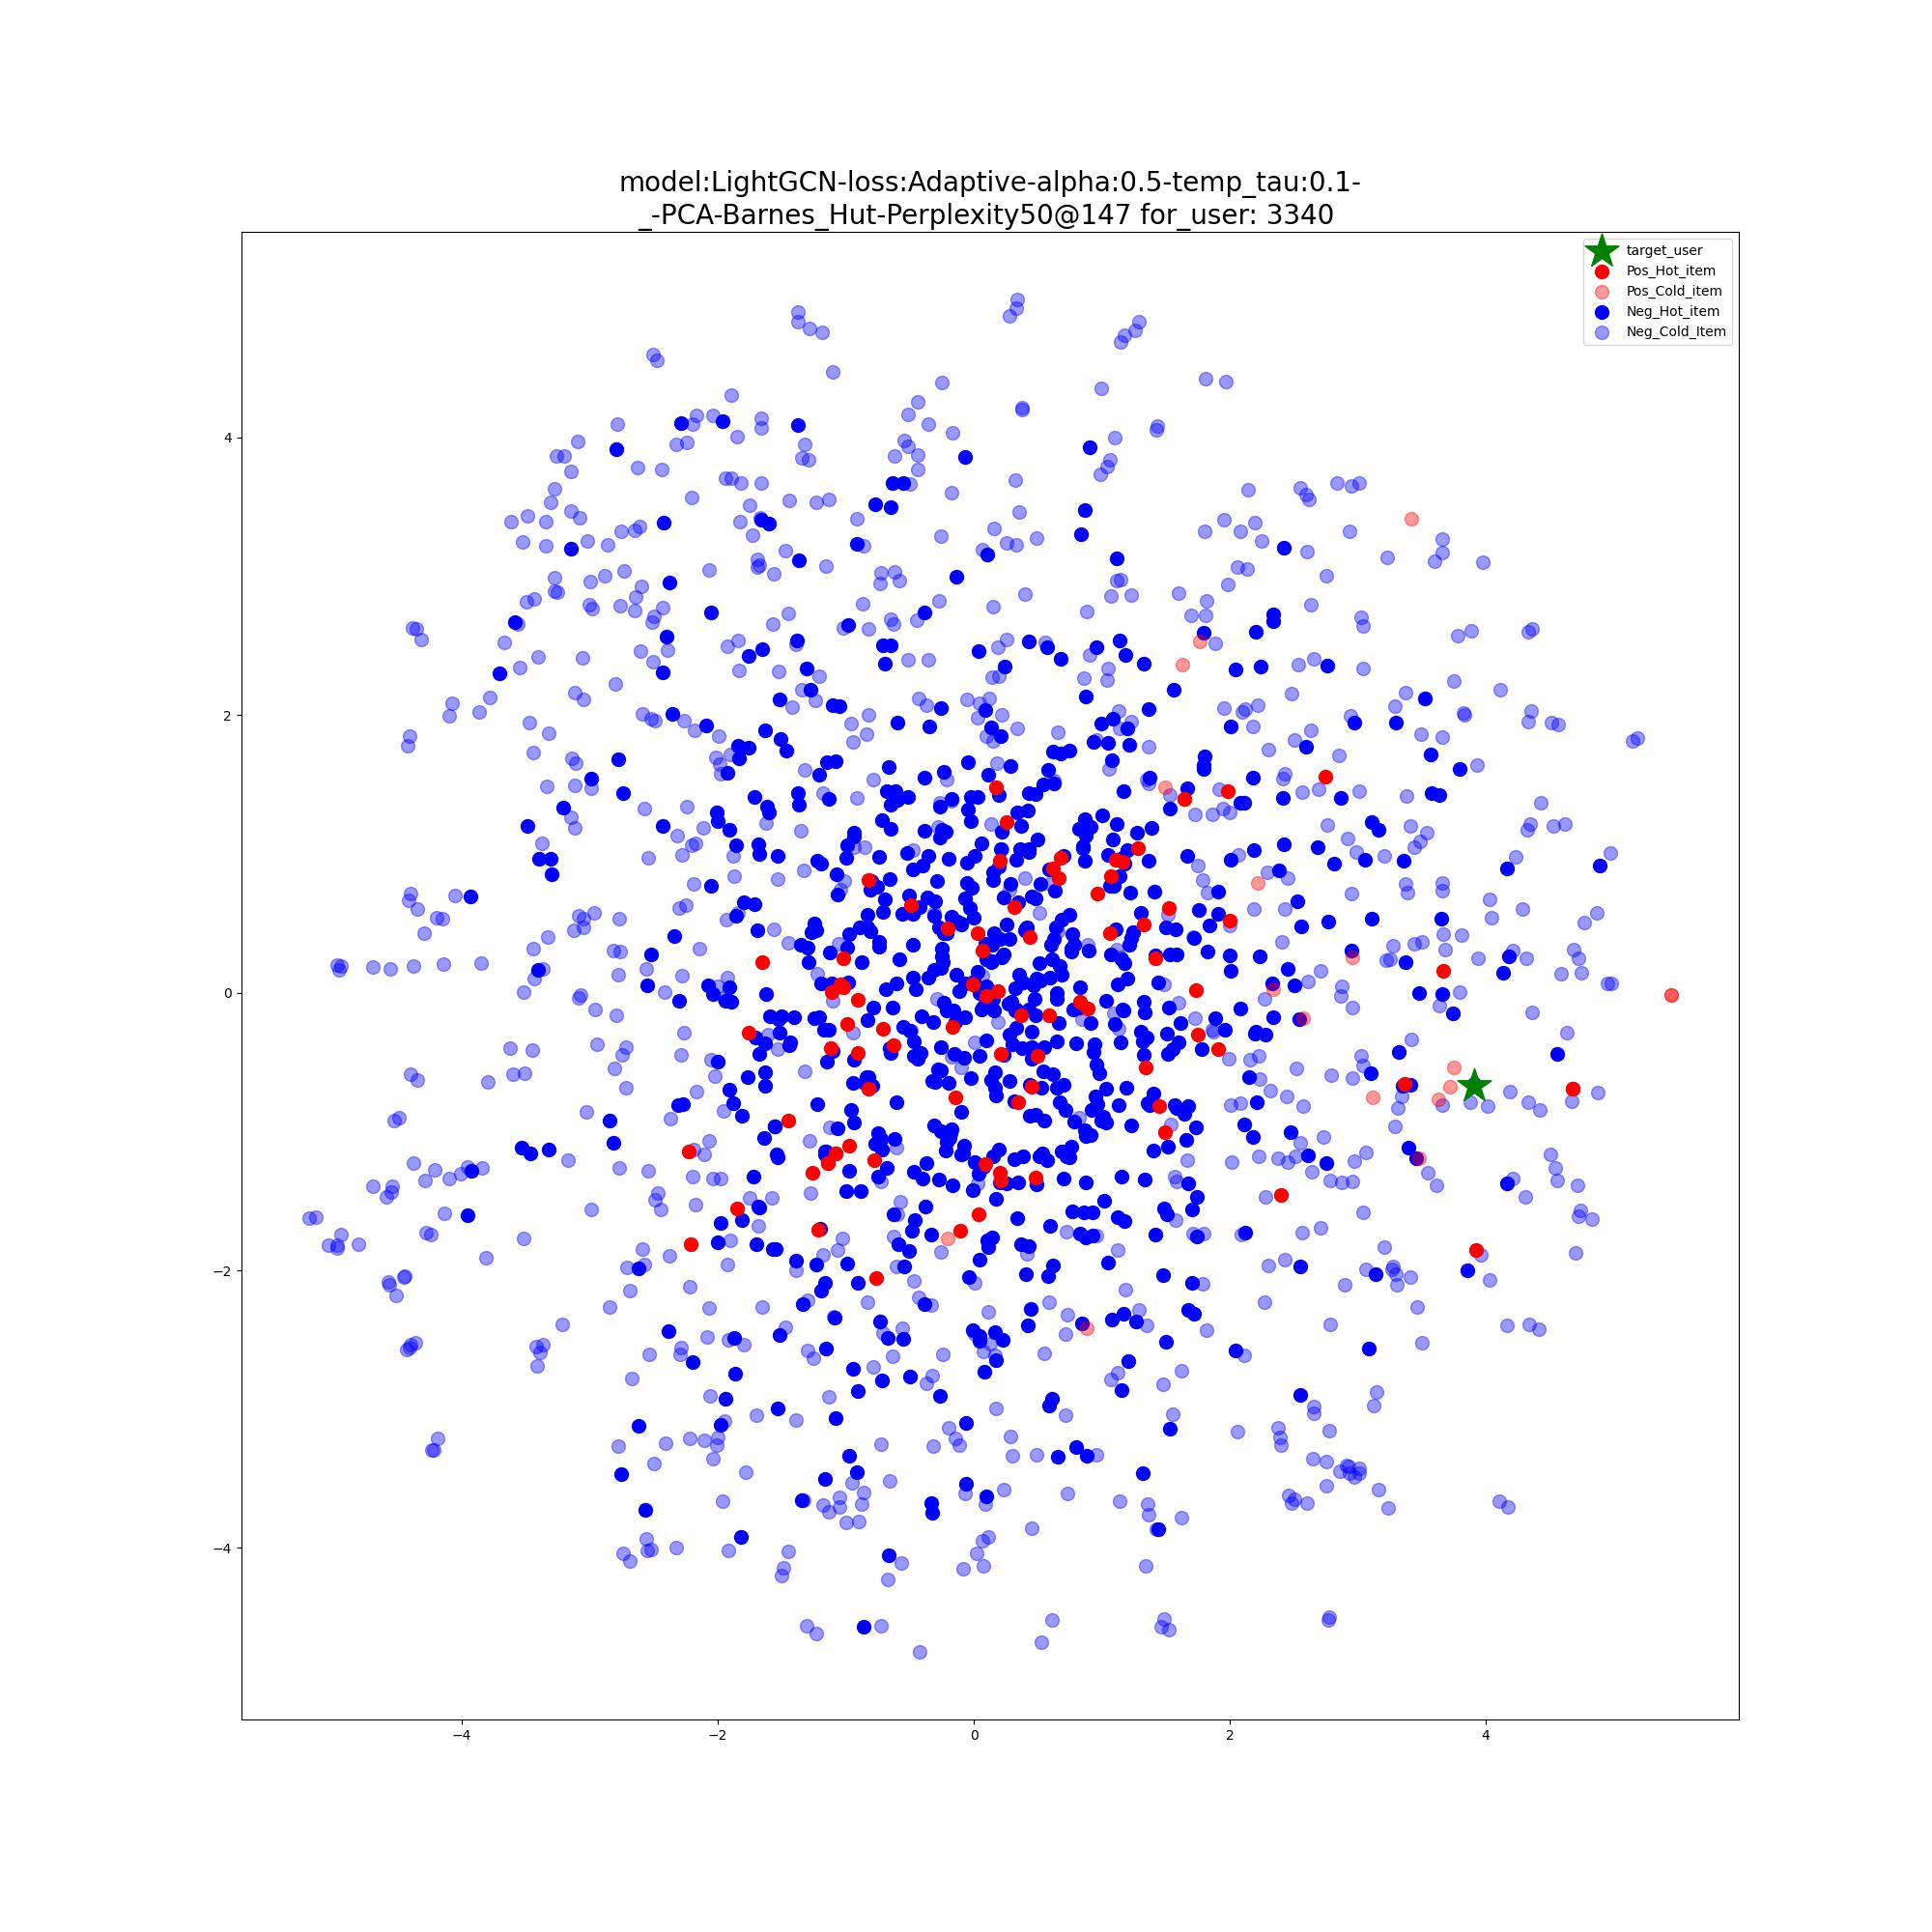 model:LightGCN-loss:Adaptive-alpha:0.5-temp_tau:0.1-
_-PCA-Barnes_Hut-Perplexity50@147 for_user: 3340
target_user
Pos_Hot_item
Pos_Cold_item
Neg_Hot_item
Neg_Cold_Item
4
2
0
−2
−4
−4
−2
0
2
4